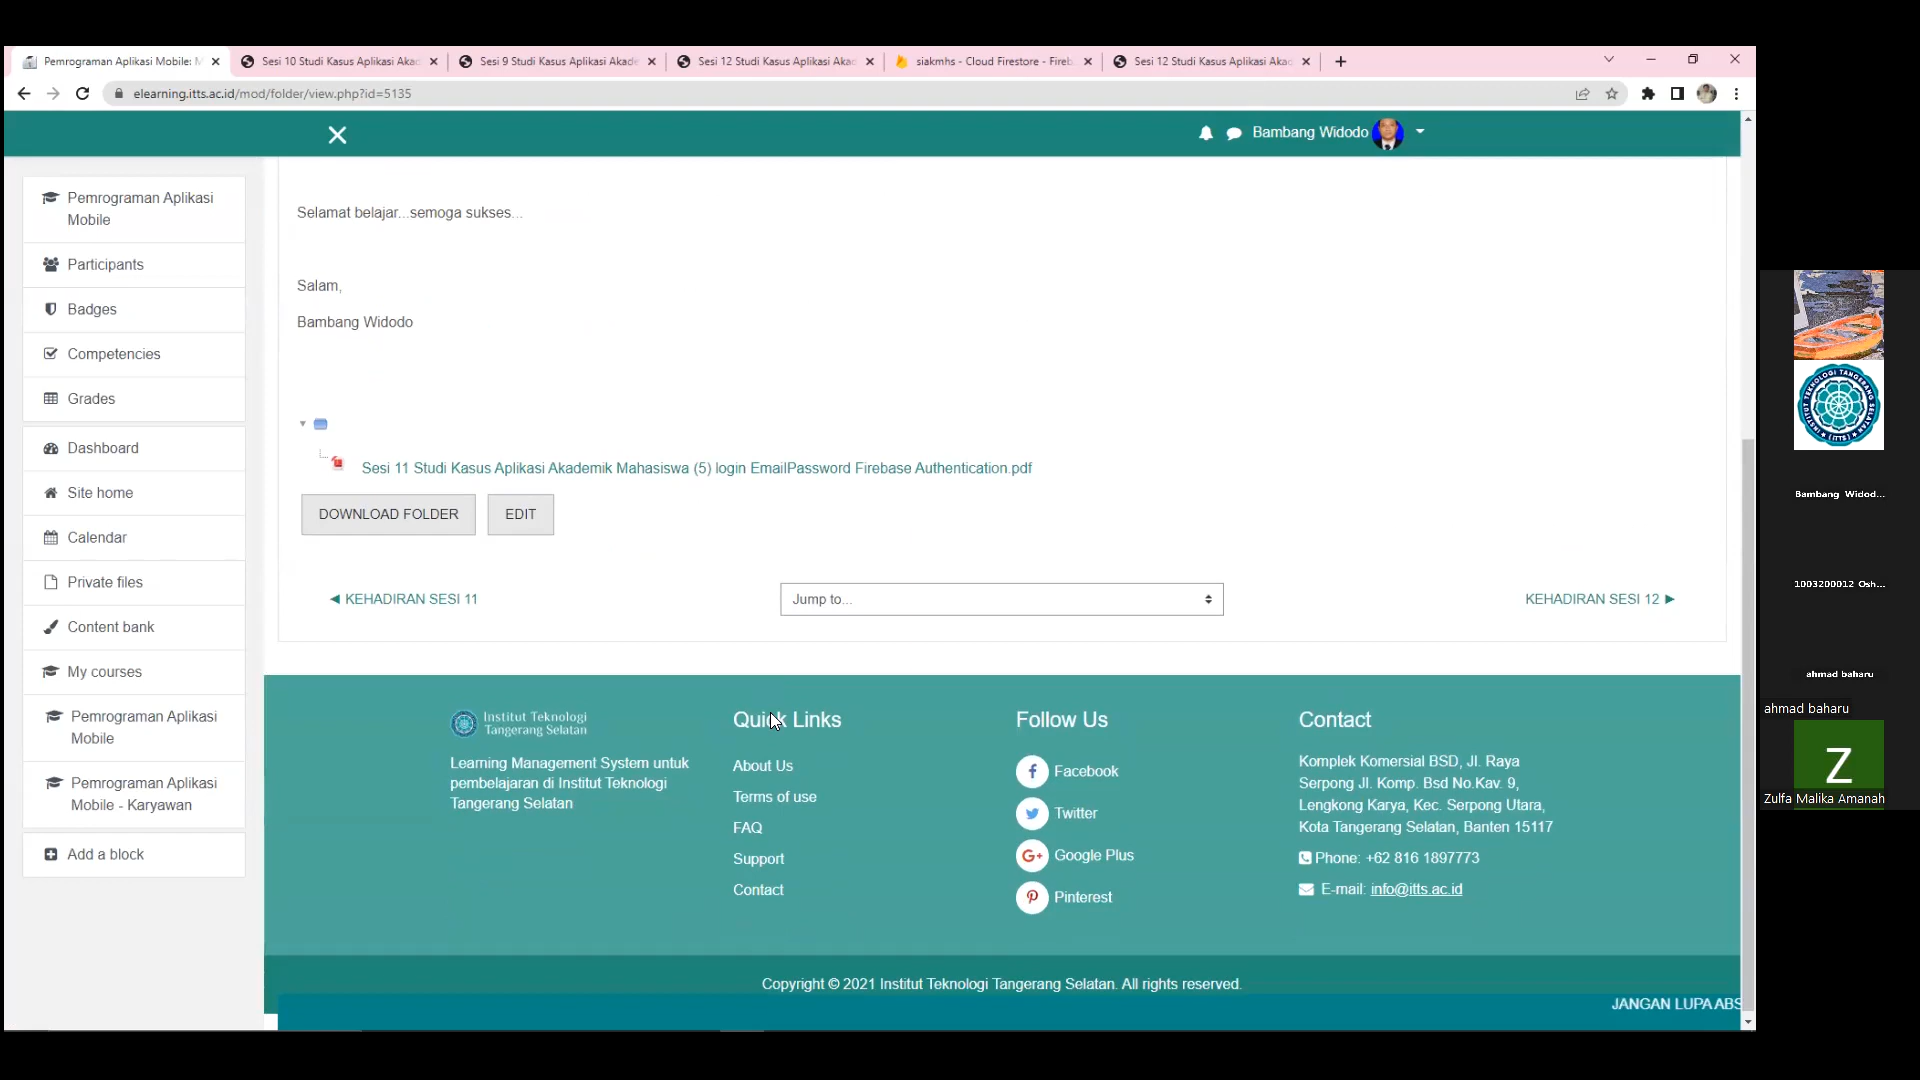 Pemrograman Aplikasi Mobile: M
Sesi 10 Studi Kasus Aplikasi Aka
Sesi 9 Studi Kasus Aplikasi Akade
Sesi 12 Studi Kasus Aplikasi Aka
siakmhs - Cloud Firestore - Fireb
Sesi 12 Studi Kasus Aplikasi Aka
elearning.itts.ac.id/mod/folder/view.php?id=5135
Bambang Widodo
Pemrograman Aplikasi
Mobile
Participants
Badges
Competencies
Grades
Dashboard
Site home
Calendar
Private files
Content bank
My courses
Pemrograman Aplikasi
Mobile
Pemrograman Aplikasi
Mobile - Karyawan
Add a block
Selamat belajar...semoga sukses...
Salam,
Bambang Widodo
Sesi 11 Studi Kasus Aplikasi Akademik Mahasiswa (5) login EmailPassword Firebase Authentication.pdf
DOWNLOAD FOLDER
EDIT
◄ KEHADIRAN SESI 11
Jump to...
KEHADIRAN SESI 12 ►
Institut Teknologi
Tangerang Selatan
Learning Management System untuk
pembelajaran di Institut Teknologi
Tangerang Selatan
Quick Links
About Us
Terms of use
FAQ
Support
Contact
Follow Us
Facebook
Twitter
Google Plus
Pinterest
Contact
Komplek Komersial BSD, Jl. Raya
Serpong Jl. Komp. Bsd No.Kav. 9,
Lengkong Karya, Kec. Serpong Utara,
Kota Tangerang Selatan, Banten 15117
Phone: +62 816 1897773
E-mail: info@itts.ac.id
Copyright © 2021 Institut Teknologi Tangerang Selatan. All rights reserved.
JANGAN LUPA ABS
INSTITUT TEKNOLOGI TANGERANG SELATAN
(ITTS)
Bambang Widod...
1003200012 Osh...
ahmad baharu
ahmad baharu
Z
Zulfa Malika Amanah